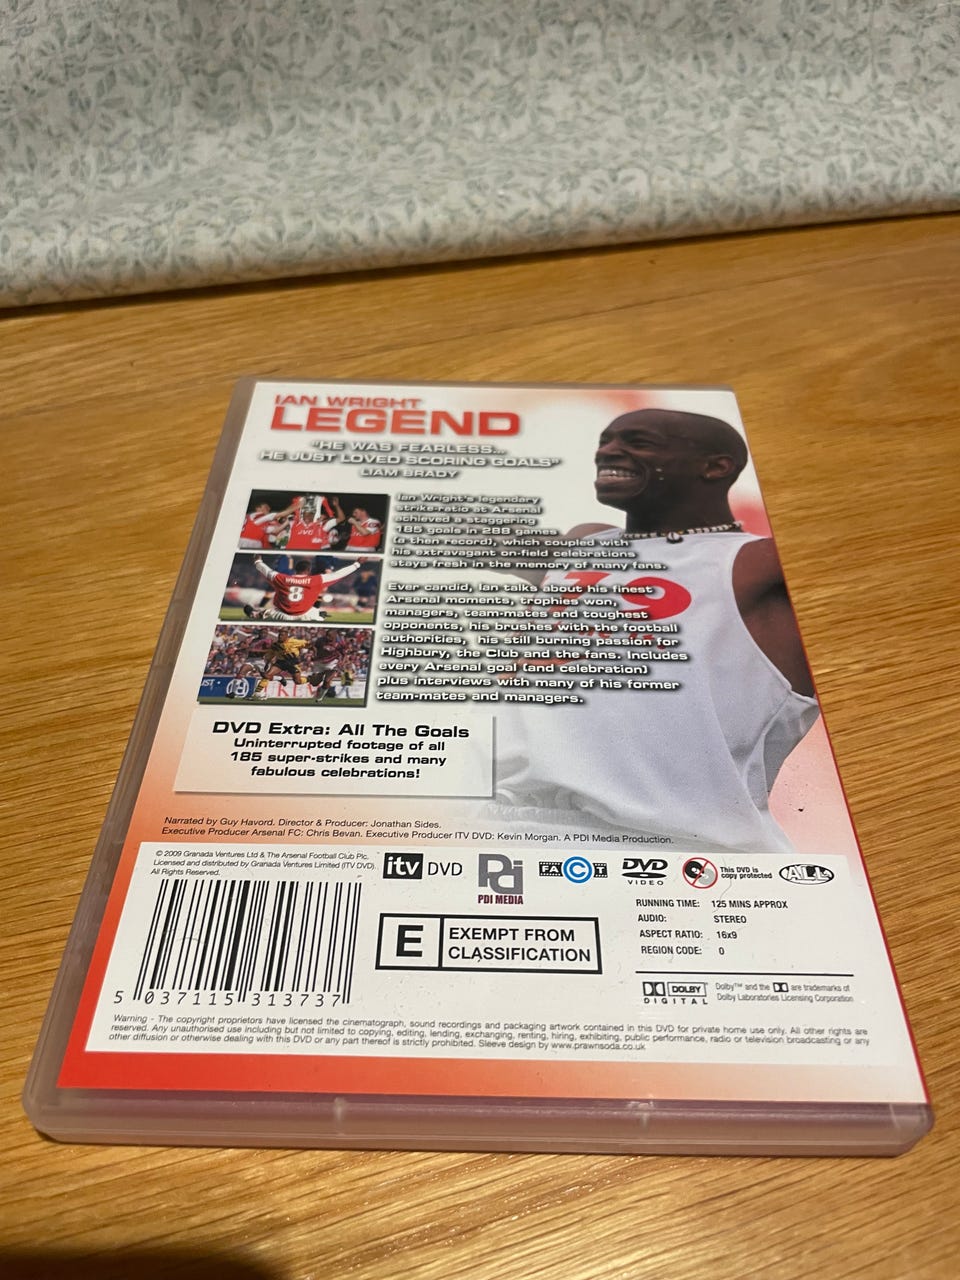 IAN WRIGHT
LEGEND
"HE WAS FEARLESS...
HE JUST LOVED SCORING GOALS"
LIAM BRADY
Ian Wright's legendary
strike-ratio at Arsenal
achieved a staggering
185 goals in 288 games
(a then record), which coupled with
his extravagant on-field celebrations
stays fresh in the memory of many fans.
JVC
WRIGHT
8
Ever candid, Ian talks about his finest
Arsenal moments, trophies won,
managers, team-mates and toughest
opponents, his brushes with the football
authorities, his still burning passion for
Highbury, the Club and the fans. Includes
every Arsenal goal (and celebration)
plus interviews with many of his former
team-mates and managers.
DVD Extra: All The Goals
Uninterrupted footage of all
185 super-strikes and many
fabulous celebrations!
Narrated by Guy Havord. Director & Producer: Jonathan Sides.
Executive Producer Arsenal FC: Chris Bevan. Executive Producer ITV DVD: Kevin Morgan. A PDI Media Production.
© 2009 Granada Ventures Ltd & The Arsenal Football Club Plc.
Licensed and distributed by Granada Ventures Limited (ITV DVD).
All Rights Reserved.
itv DVD
PDi
PDI MEDIA
FACT
DVD
VIDEO
This DVD is
copy protected
ALL
RUNNING TIME: 125 MINS APPROX
AUDIO: STEREO
ASPECT RATIO: 16x9
REGION CODE: 0
E EXEMPT FROM
CLASSIFICATION
DOLBY
DIGITAL
Dolby™ and the DD are trademarks of
Dolby Laboratories Licensing Corporation
5 037115 313737
Warning - The copyright proprietors have licensed the cinematograph, sound recordings and packaging artwork contained in this DVD for private home use only. All other rights are
reserved. Any unauthorised use including but not limited to copying, editing, lending, exchanging, renting, hiring, exhibiting, public performance, radio or television broadcasting or any
other diffusion or otherwise dealing with this DVD or any part thereof is strictly prohibited. Sleeve design by www.prawnsoda.co.uk